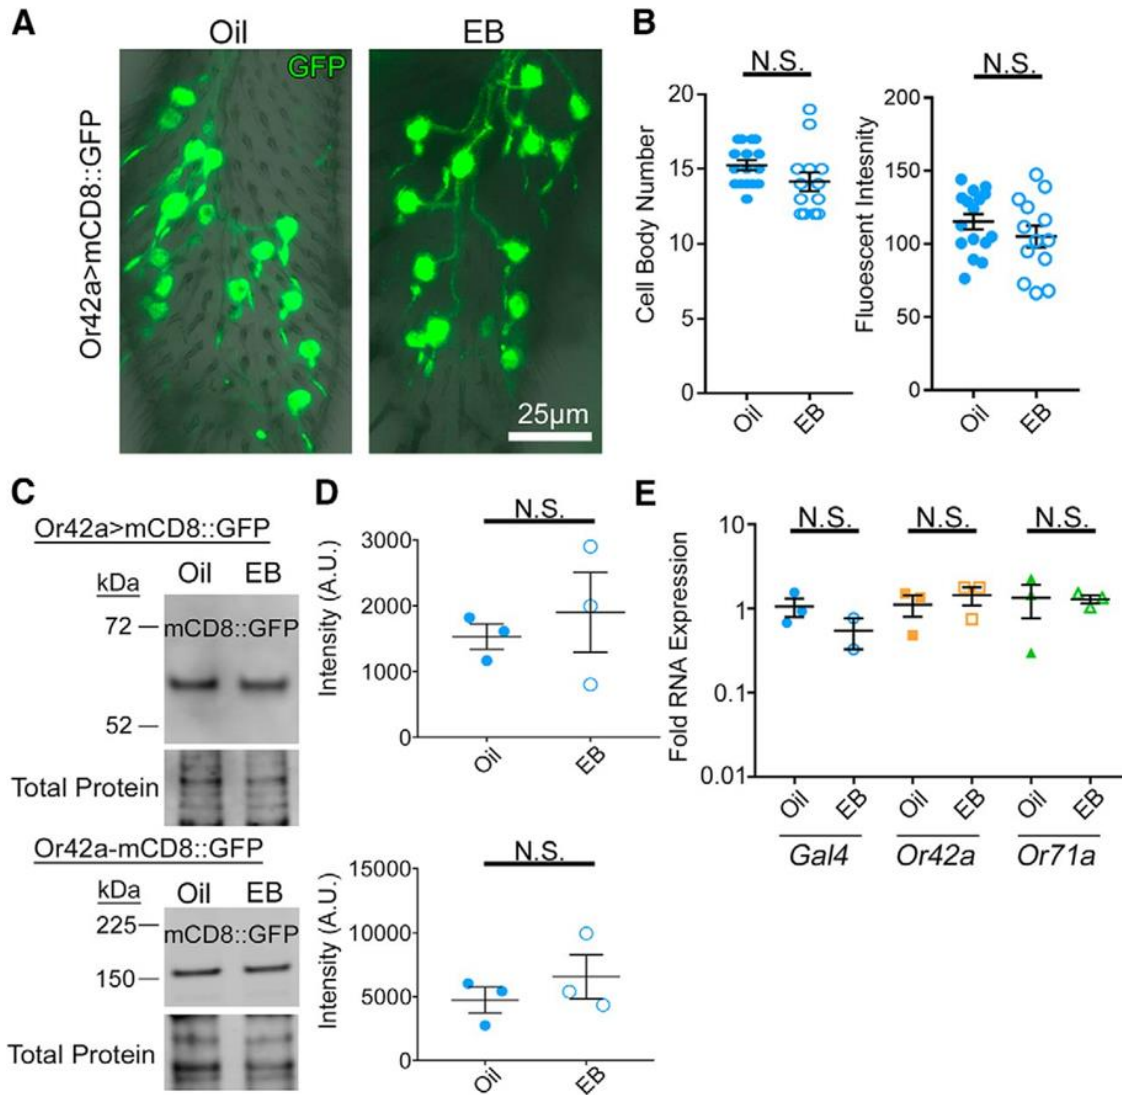 A
Oil
EB
GFP
Or42a>mCD8::GFP
25µm
B
N.S.
Cell Body Number
20
15
10
5
0
Oil
EB
N.S.
Fluoescent Intesnity
200
150
100
50
0
Oil
EB
C
Or42a>mCD8::GFP
kDa
Oil
EB
72
mCD8::GFP
52
Total Protein
Or42a-mCD8::GFP
kDa
Oil
EB
225
mCD8::GFP
150
Total Protein
D
N.S.
Intensity (A.U.)
3000
2000
1000
0
Oil
EB
N.S.
Intensity (A.U.)
15000
10000
5000
0
Oil
EB
E
N.S.
N.S.
N.S.
Fold RNA Expression
10
1
0.1
0.01
Oil
EB
Oil
EB
Oil
EB
Gal4
Or42a
Or71a